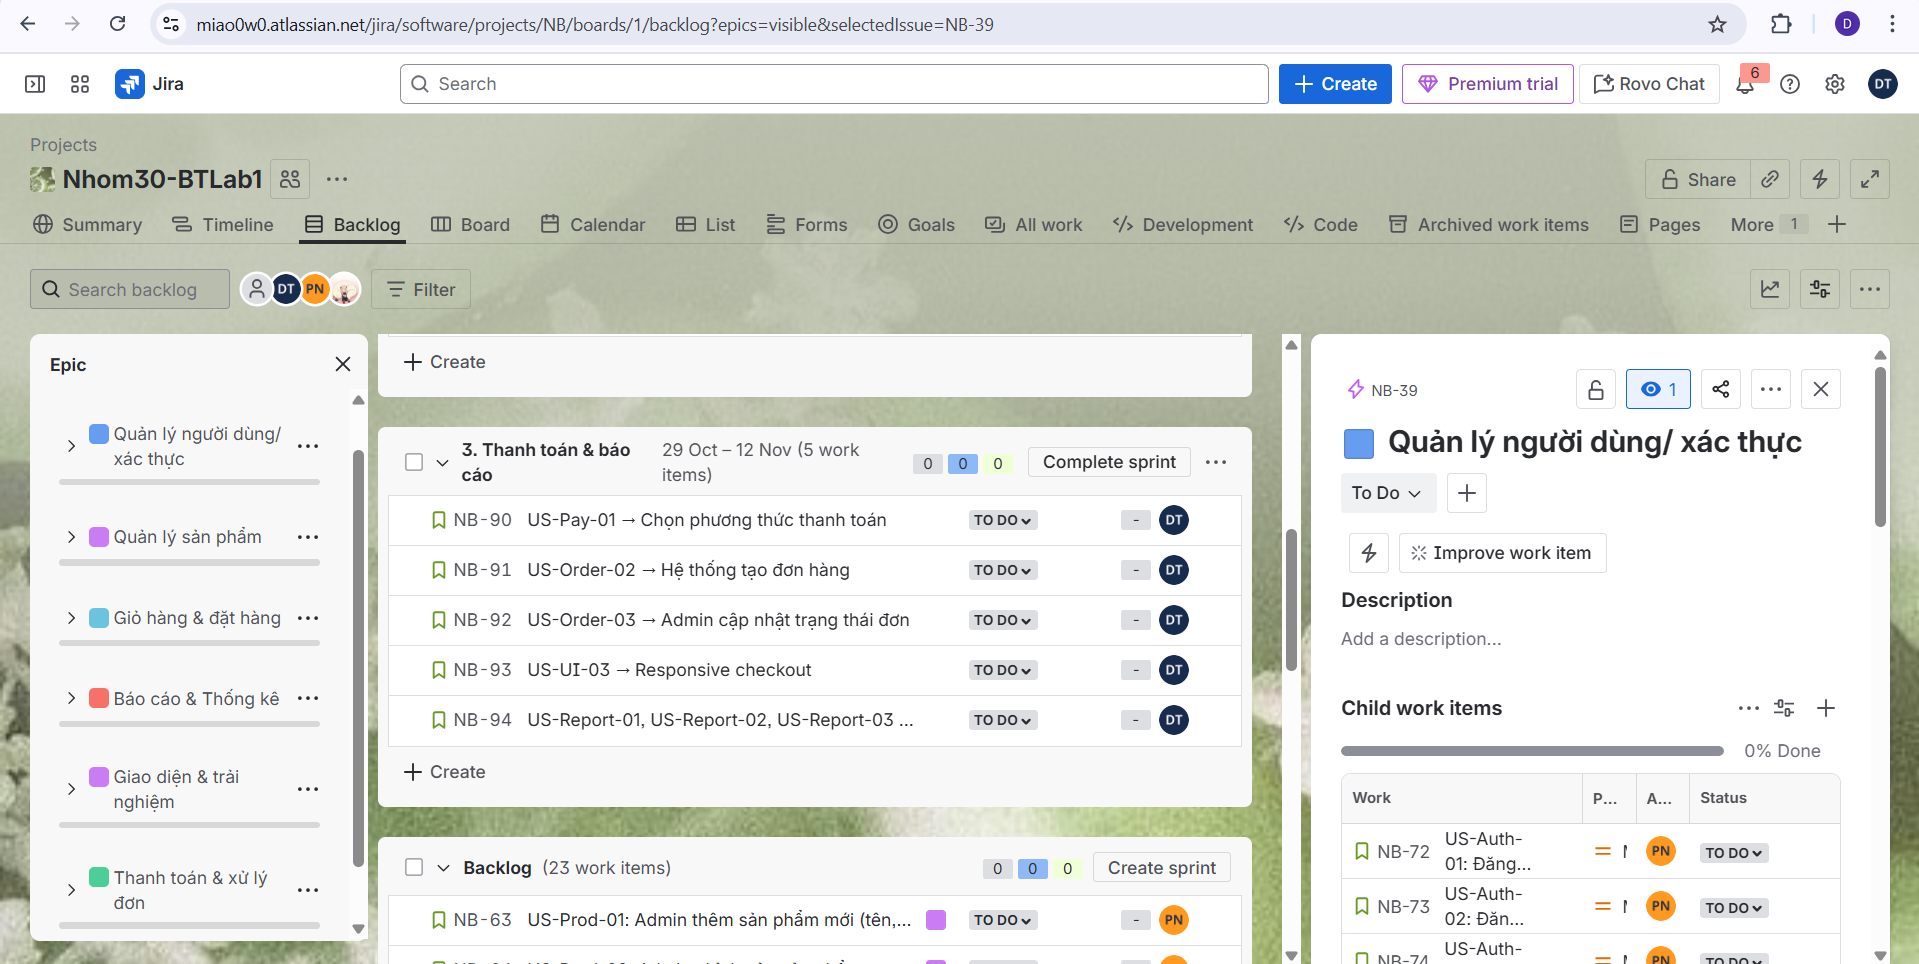 miao0w0.atlassian.net/jira/software/projects/NB/boards/1/backlog?epics=visible&selectedIssue=NB-39
D
Jira
Search
Create
Premium trial
Rovo Chat
6
DT
Projects
Nhom30-BTLab1
Share
Summary
Timeline
Backlog
Board
Calendar
List
Forms
Goals
All work
Development
Code
Archived work items
Pages
More 1
Search backlog
DT
PN
Filter
Epic
Quản lý người dùng/
xác thực
Quản lý sản phẩm
Giỏ hàng & đặt hàng
Báo cáo & Thống kê
Giao diện & trải
nghiệm
Thanh toán & xử lý
đơn
Create
3. Thanh toán & báo
cáo
29 Oct – 12 Nov (5 work
items)
0 0 0
Complete sprint
NB-90 US-Pay-01 → Chọn phương thức thanh toán TO DO - DT
NB-91 US-Order-02 → Hệ thống tạo đơn hàng TO DO - DT
NB-92 US-Order-03 → Admin cập nhật trạng thái đơn TO DO - DT
NB-93 US-UI-03 → Responsive checkout TO DO - DT
NB-94 US-Report-01, US-Report-02, US-Report-03 ... TO DO - DT
Create
Backlog (23 work items) 0 0 0 Create sprint
NB-63 US-Prod-01: Admin thêm sản phẩm mới (tên,... TO DO - PN
NB-39
1
Quản lý người dùng/ xác thực
To Do
Improve work item
Description
Add a description...
Child work items
0% Done
Work P... A... Status
NB-72 US-Auth-
01: Đăng... PN TO DO
NB-73 US-Auth-
02: Đăn... PN TO DO
NB-74 US-Auth-
PN TO DO